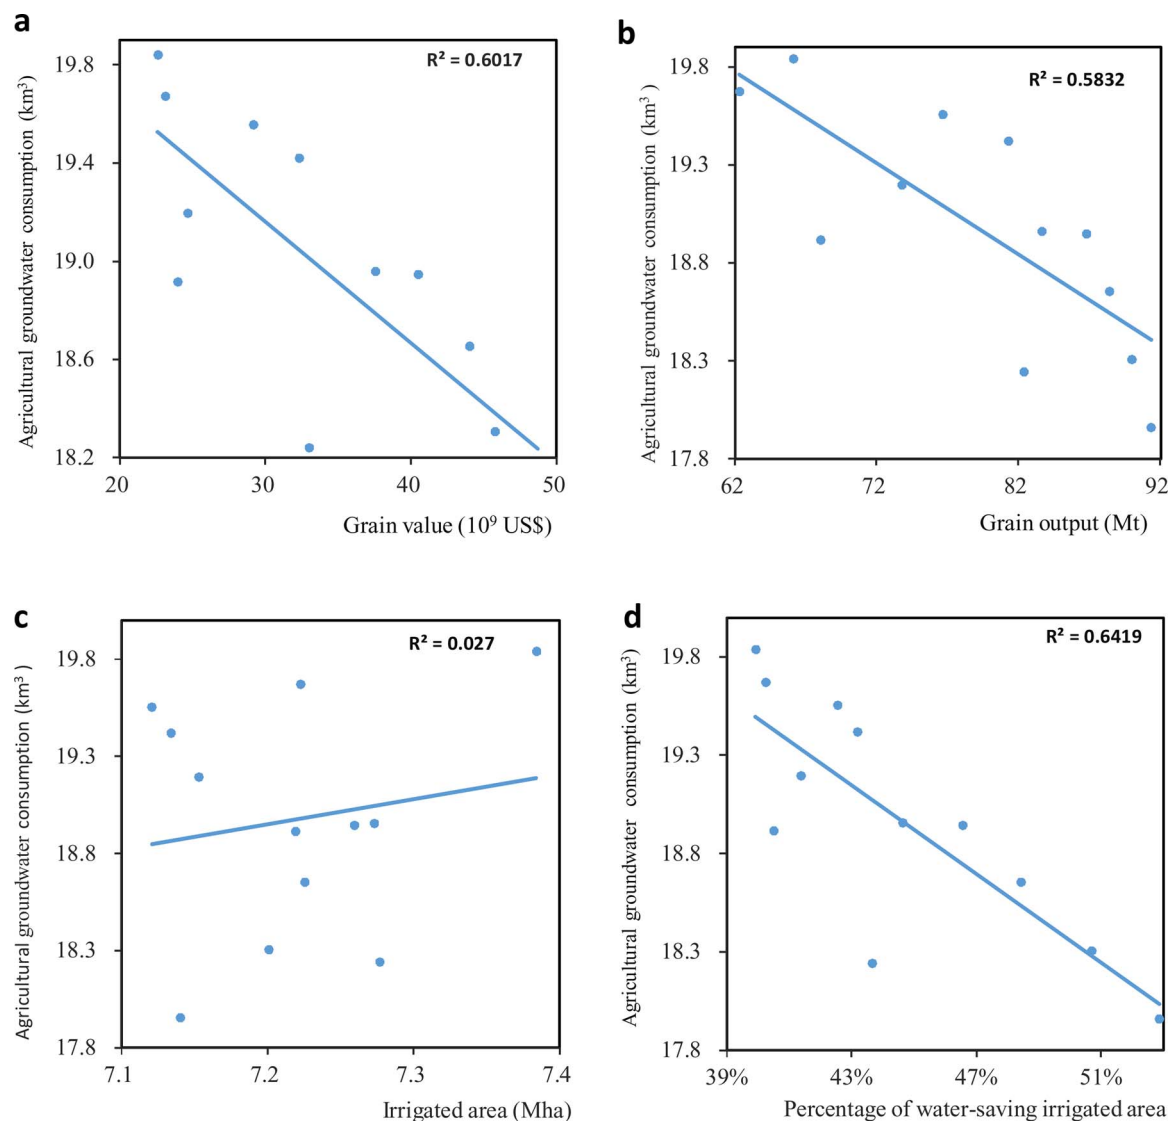 a
R² = 0.6017
Agricultural groundwater consumption (km³)
19.8
19.4
19.0
18.6
18.2
20 30 40 50
Grain value (10⁹ US$)
b
R² = 0.5832
Agricultural groundwater consumption (km³ )
19.8
19.3
18.8
18.3
17.8
62 72 82 92
Grain output (Mt)
c
R² = 0.027
Agricultural groundwater consumption (km³ )
19.8
19.3
18.8
18.3
17.8
7.1 7.2 7.3 7.4
Irrigated area (Mha)
d
R² = 0.6419
Agricultural groundwater consumption (km³)
19.8
19.3
18.8
18.3
17.8
39% 43% 47% 51%
Percentage of water-saving irrigated area